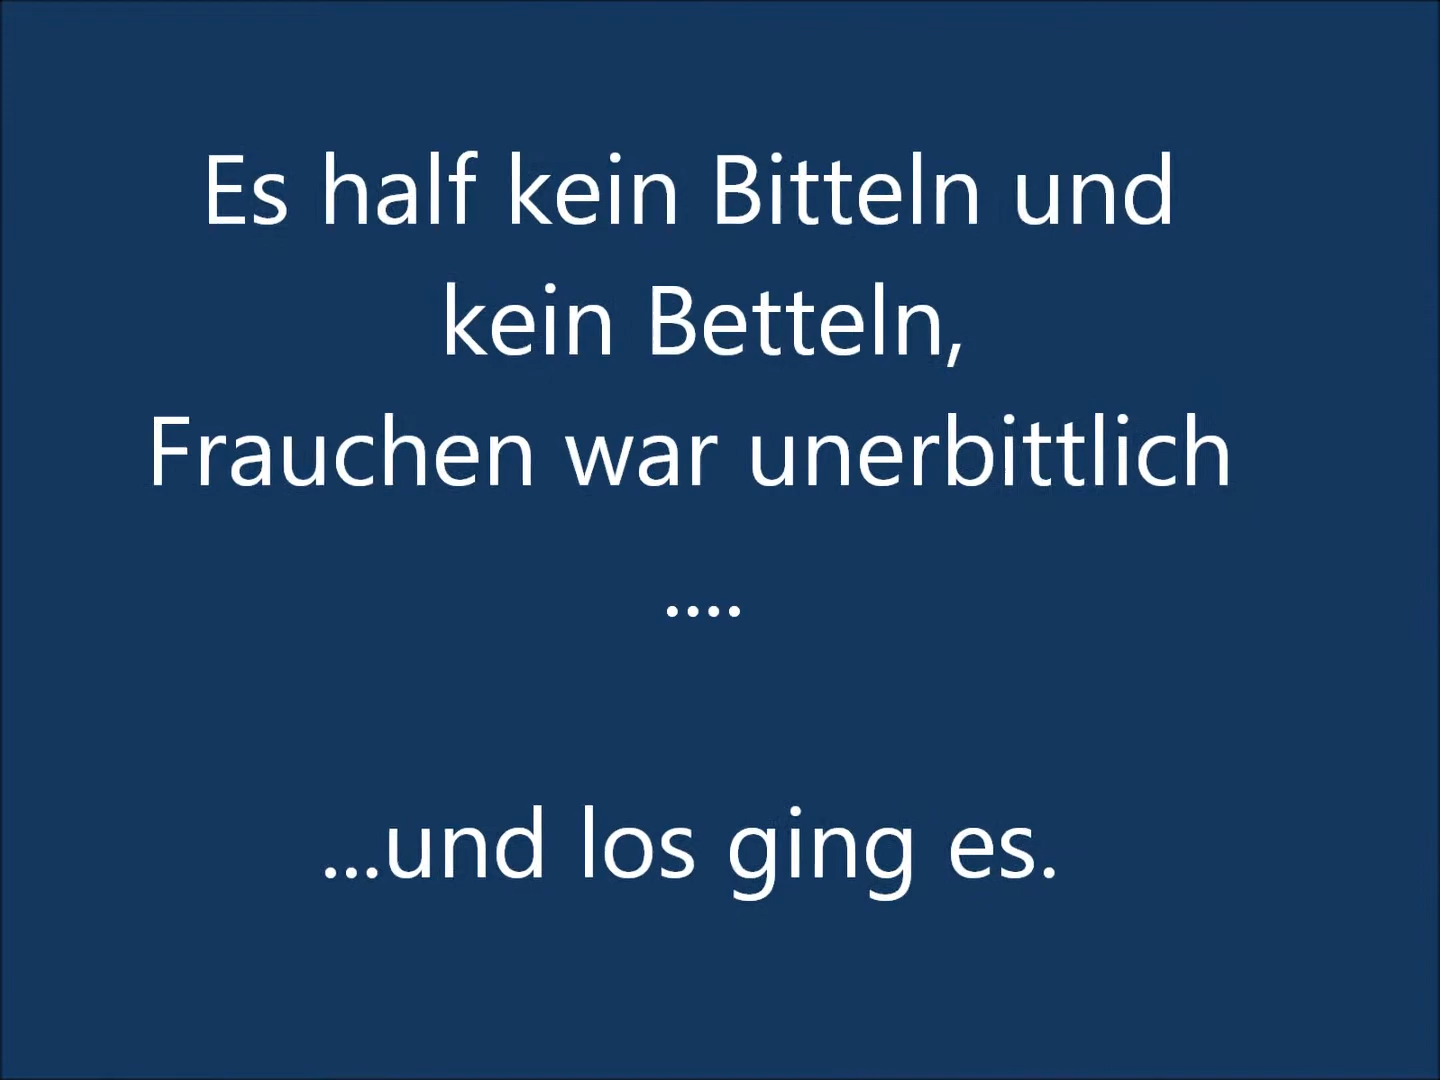 Es half kein Bitteln und
kein Betteln,
Frauchen war unerbittlich
....
...und los ging es.